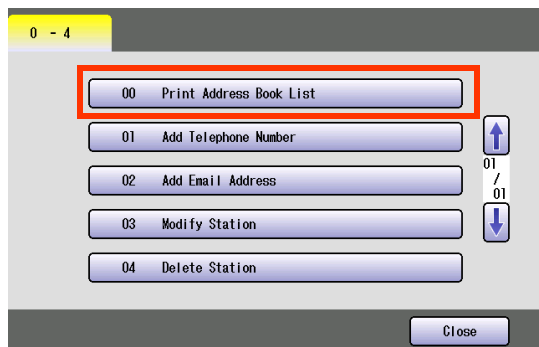 0 - 4
00 Print Address Book List
01 Add Telephone Number
02 Add Email Address
03 Modify Station
04 Delete Station
01
/
01
Close